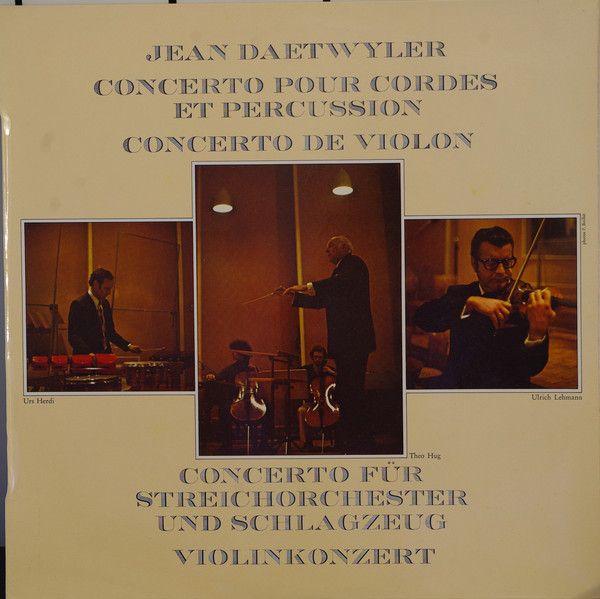 JEAN DAETWYLER
CONCERTO POUR CORDES
ET PERCUSSION
CONCERTO DE VIOLON
Urs Herdi
Theo Hug
Ulrich Lehmann
CONCERTO FÜR
STREICHORCHESTER
UND SCHLAGZEUG
VIOLINKONZERT